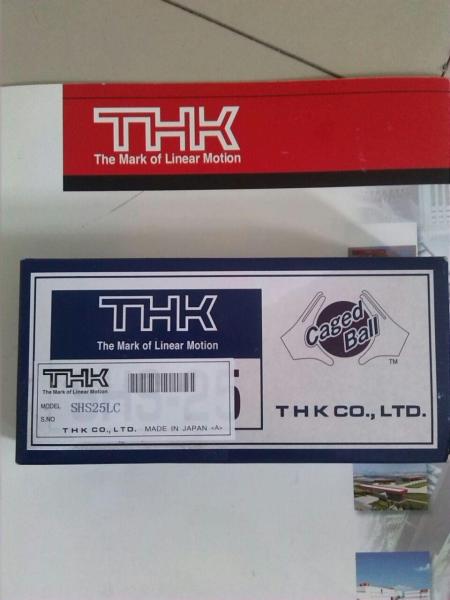 THK
The Mark of Linear Motion
THK
The Mark of Linear Motion
Caged
Ball
TM
THK
The Mark of Linear Motion
MODEL SHS25LC
S.NO
THK CO., LTD. MADE IN JAPAN <A>
5
THK CO., LTD.